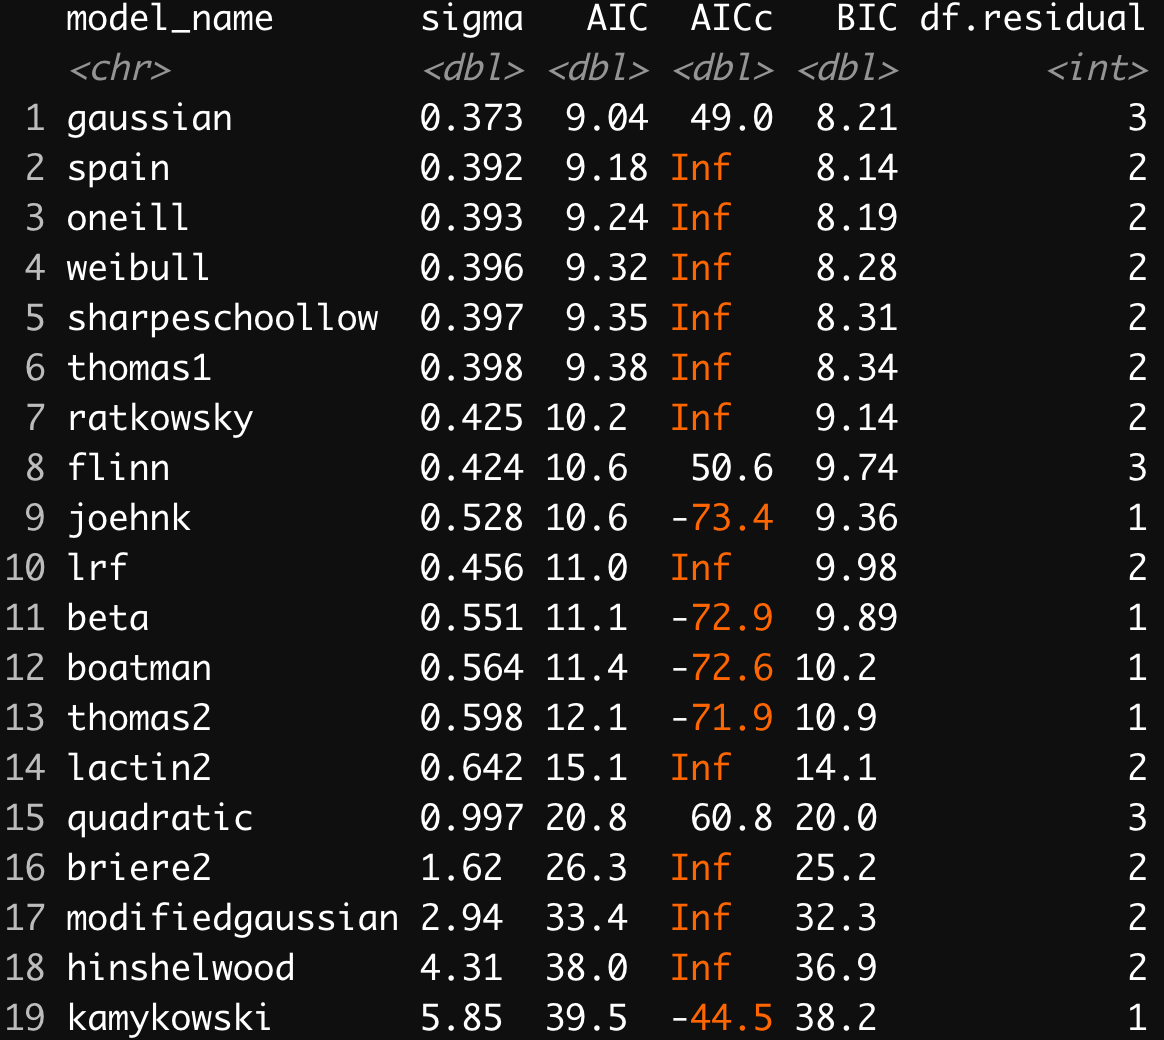 model_name sigma AIC AICc BIC df.residual
<chr> <dbl> <dbl> <dbl> <dbl> <int>
1 gaussian 0.373 9.04 49.0 8.21 3
2 spain 0.392 9.18 Inf 8.14 2
3 oneill 0.393 9.24 Inf 8.19 2
4 weibull 0.396 9.32 Inf 8.28 2
5 sharpeschoollow 0.397 9.35 Inf 8.31 2
6 thomas1 0.398 9.38 Inf 8.34 2
7 ratkowsky 0.425 10.2 Inf 9.14 2
8 flinn 0.424 10.6 50.6 9.74 3
9 joehnk 0.528 10.6 -73.4 9.36 1
10 lrf 0.456 11.0 Inf 9.98 2
11 beta 0.551 11.1 -72.9 9.89 1
12 boatman 0.564 11.4 -72.6 10.2 1
13 thomas2 0.598 12.1 -71.9 10.9 1
14 lactin2 0.642 15.1 Inf 14.1 2
15 quadratic 0.997 20.8 60.8 20.0 3
16 briere2 1.62 26.3 Inf 25.2 2
17 modifiedgaussian 2.94 33.4 Inf 32.3 2
18 hinshelwood 4.31 38.0 Inf 36.9 2
19 kamykowski 5.85 39.5 -44.5 38.2 1